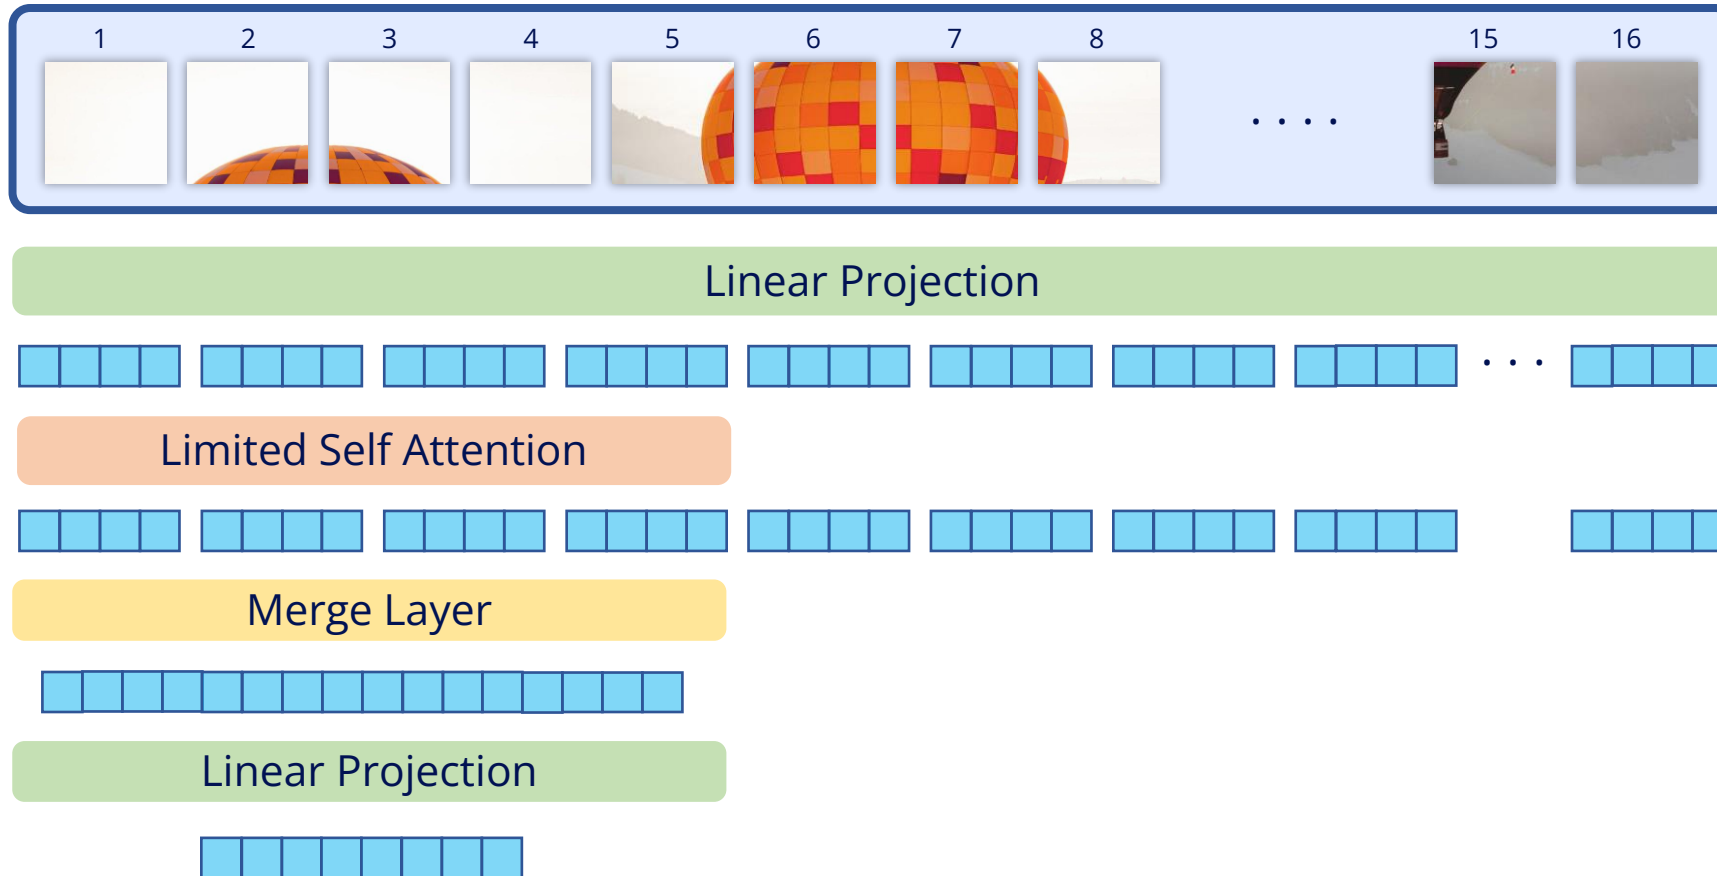 1 2 3 4 5 6 7 8 . . . . 15 16
Linear Projection
. . .
Limited Self Attention
Merge Layer
Linear Projection